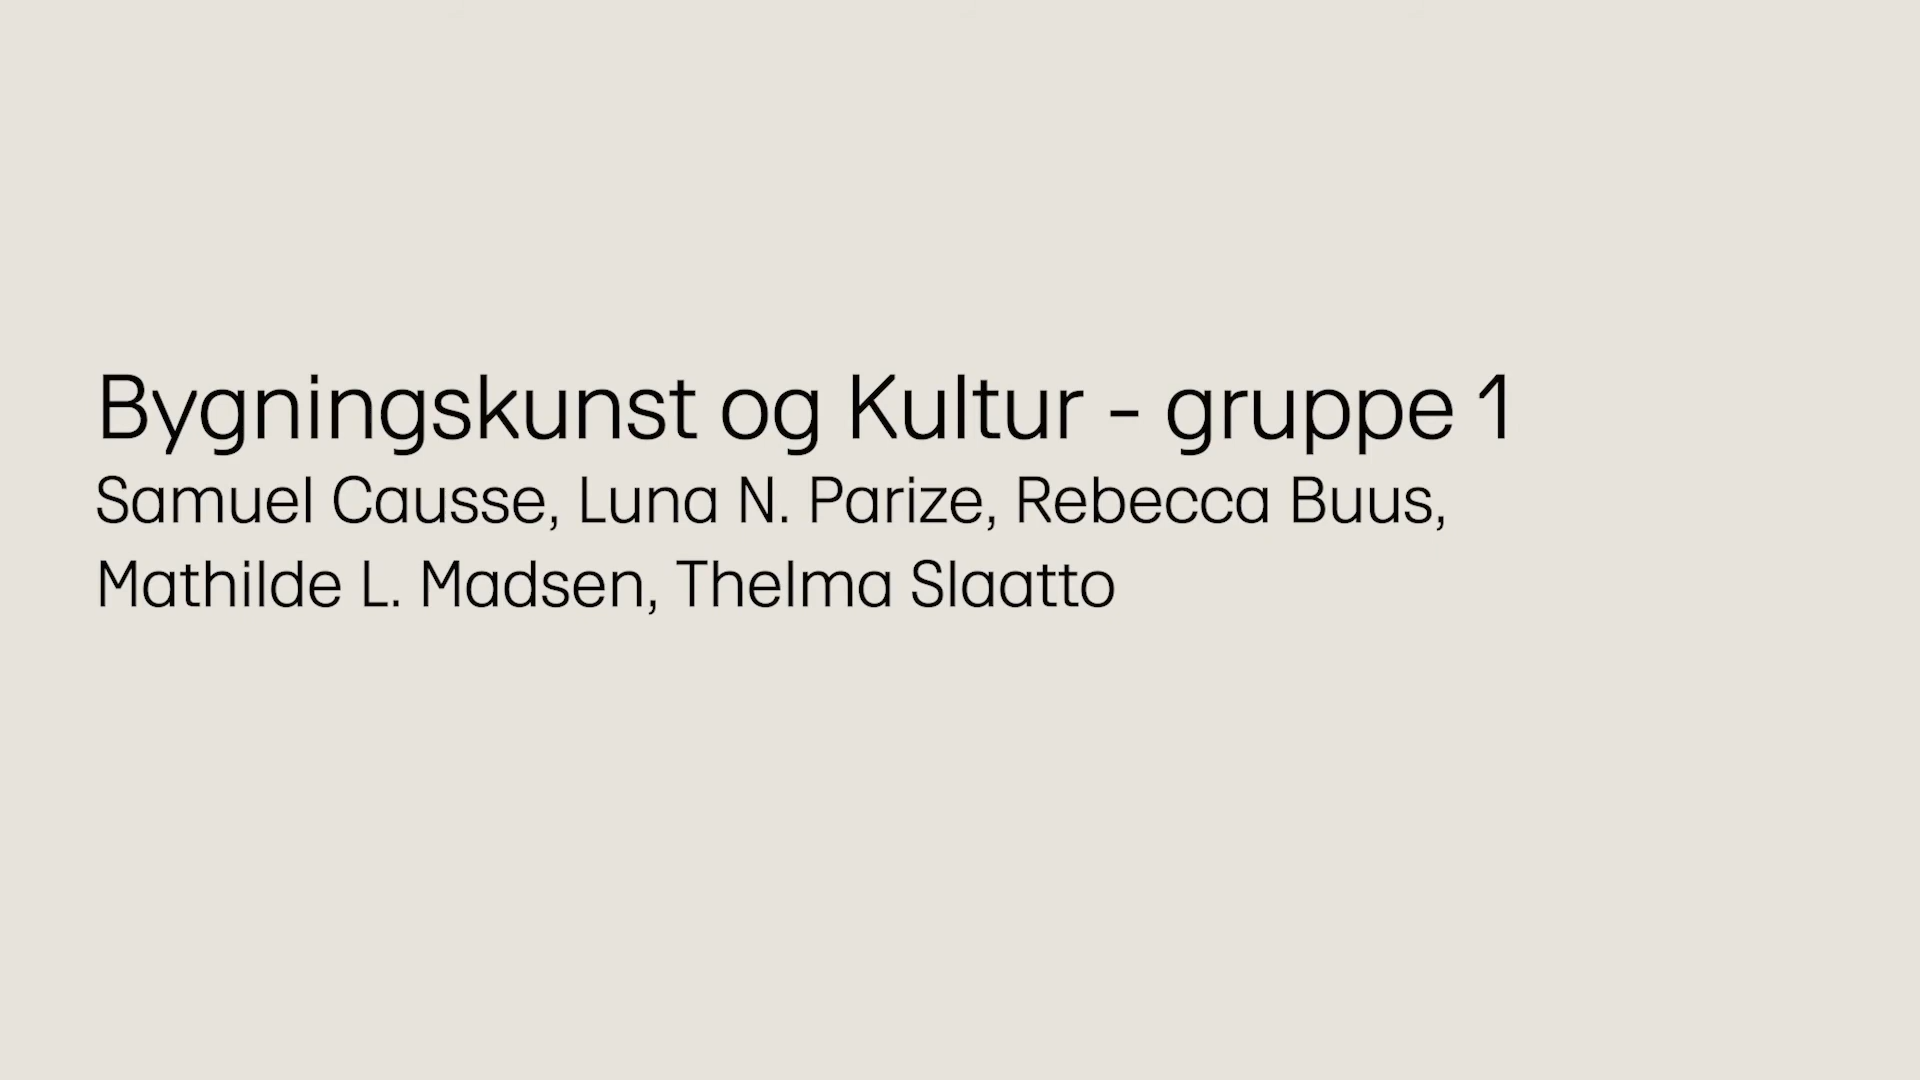 Bygningskunst og Kultur - gruppe 1
Samuel Causse, Luna N. Parize, Rebecca Buus,
Mathilde L. Madsen, Thelma Slaatto